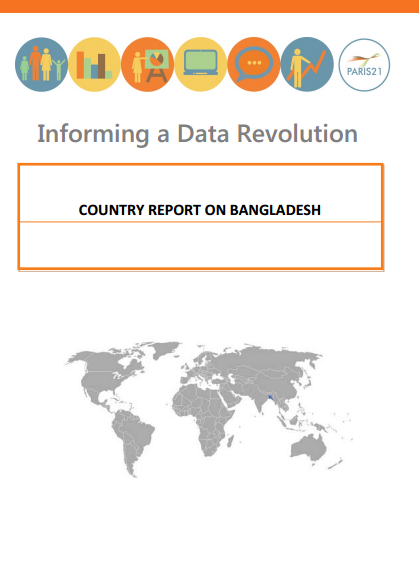 PARIS21
Informing a Data Revolution
COUNTRY REPORT ON BANGLADESH